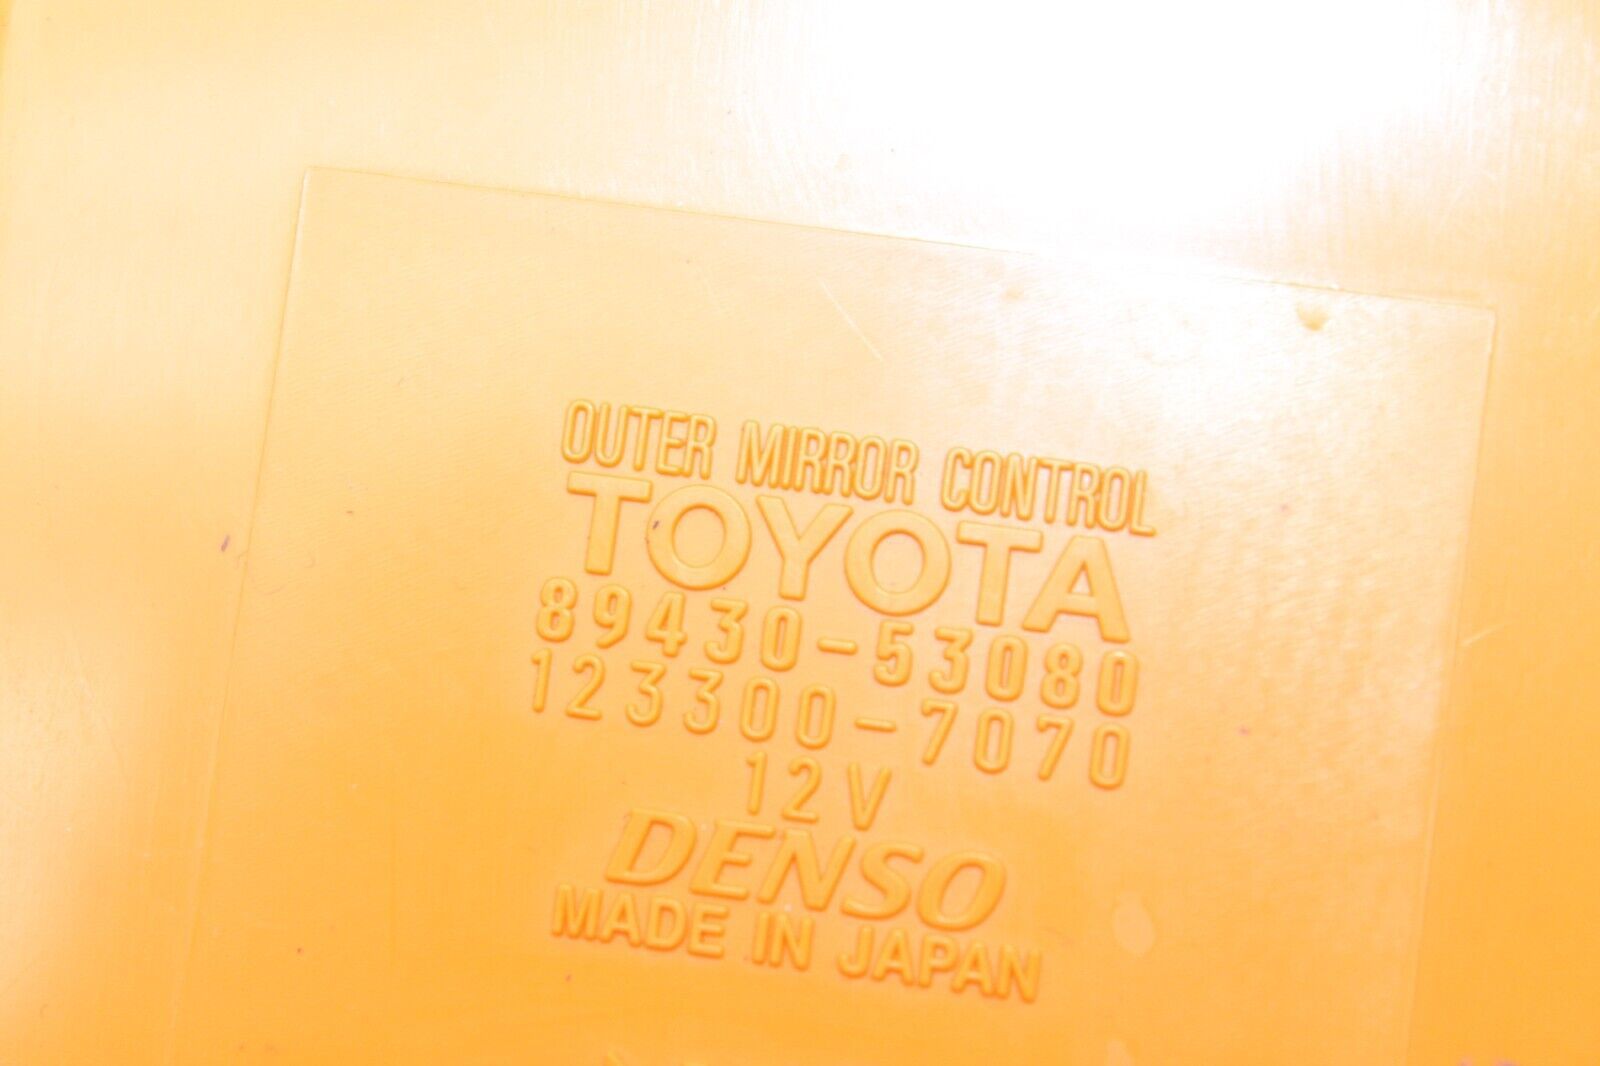 OUTER MIRROR CONTROL
TOYOTA
89430-53080
123300-7070
12V
DENSO
MADE IN JAPAN